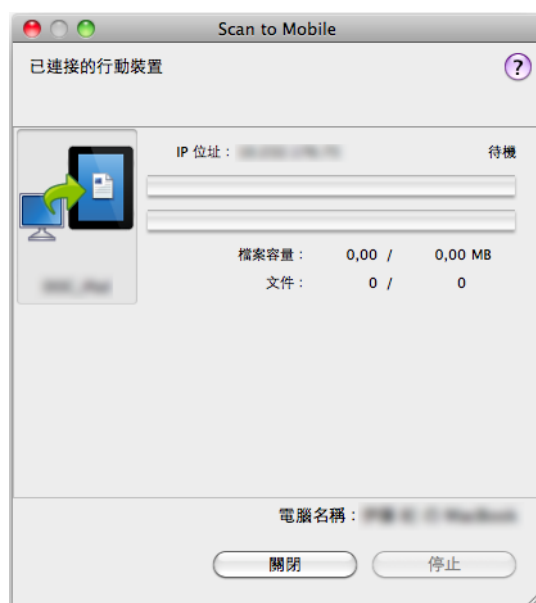 Scan to Mobile
已連接的行動裝置
?
IP 位址： 待機
檔案容量： 0,00 / 0,00 MB
文件： 0 / 0
電腦名稱：
關閉 停止